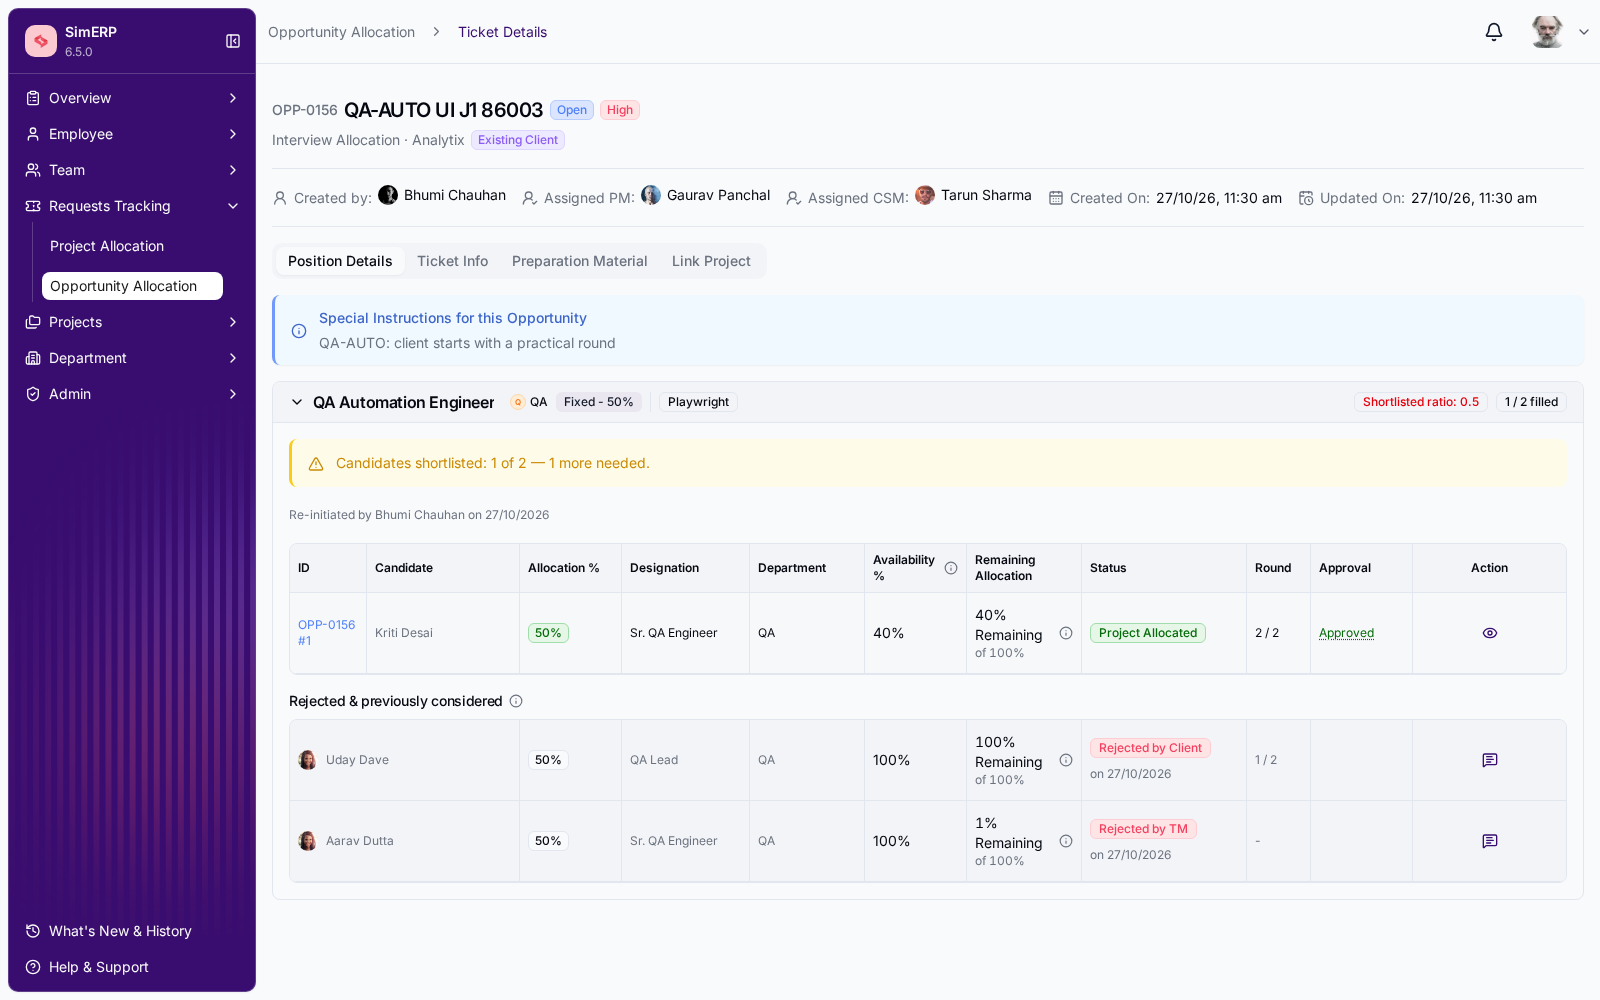 SimERP
6.5.0
Overview
Employee
Team
Requests Tracking
Project Allocation
Opportunity Allocation
Projects
Department
Admin
What's New & History
Help & Support
Opportunity Allocation > Ticket Details
OPP-0156 QA-AUTO UI J1 86003 Open High
Interview Allocation · Analytix Existing Client
Created by: Bhumi Chauhan Assigned PM: Gaurav Panchal Assigned CSM: Tarun Sharma Created On: 27/10/26, 11:30 am Updated On: 27/10/26, 11:30 am
Position Details Ticket Info Preparation Material Link Project
Special Instructions for this Opportunity
QA-AUTO: client starts with a practical round
QA Automation Engineer Q QA Fixed - 50% Playwright Shortlisted ratio: 0.5 1 / 2 filled
Candidates shortlisted: 1 of 2 — 1 more needed.
Re-initiated by Bhumi Chauhan on 27/10/2026
ID Candidate Allocation % Designation Department Availability % Remaining Allocation Status Round Approval Action
OPP-0156 #1 Kriti Desai 50% Sr. QA Engineer QA 40% 40% Remaining of 100% Project Allocated 2 / 2 Approved
Rejected & previously considered
Uday Dave 50% QA Lead QA 100% 100% Remaining of 100% Rejected by Client on 27/10/2026 1 / 2
Aarav Dutta 50% Sr. QA Engineer QA 100% 1% Remaining of 100% Rejected by TM on 27/10/2026 -